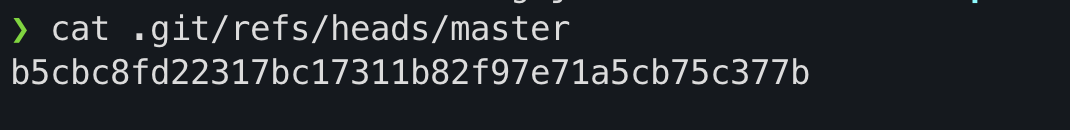 ❯ cat .git/refs/heads/master
b5cbc8fd22317bc17311b82f97e71a5cb75c377b